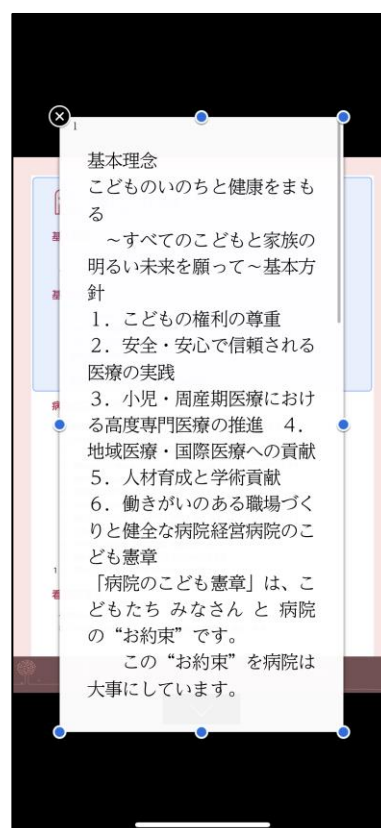 1
基本理念
こどものいのちと健康をまも
る
～すべてのこどもと家族の
明るい未来を願って～基本方
針
１．こどもの権利の尊重
２．安全・安心で信頼される
医療の実践
３．小児・周産期医療におけ
る高度専門医療の推進　４．
地域医療・国際医療への貢献
５．人材育成と学術貢献
６．働きがいのある職場づく
りと健全な病院経営病院のこ
ども憲章
「病院のこども憲章」は、こ
どもたち みなさん と 病院
の“お約束”です。
この“お約束”を病院は
大事にしています。
基
基
病
1
看